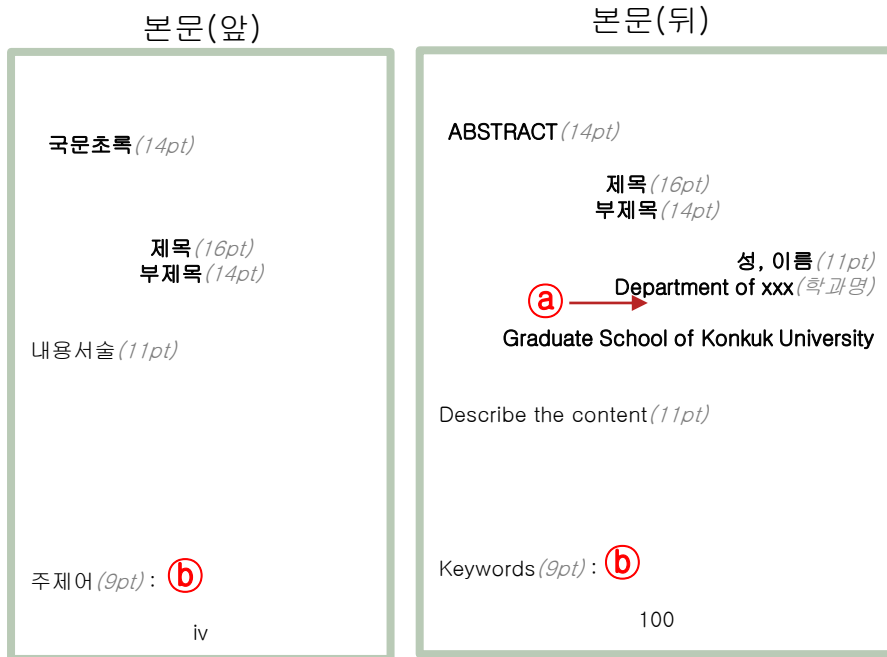 본문(앞)
국문초록(14pt)
제목(16pt)
부제목(14pt)
내용서술(11pt)
주제어(9pt) : ⓑ
iv
본문(뒤)
ABSTRACT(14pt)
제목(16pt)
부제목(14pt)
성, 이름(11pt)
ⓐ Department of xxx(학과명)
Graduate School of Konkuk University
Describe the content(11pt)
Keywords(9pt) : ⓑ
100